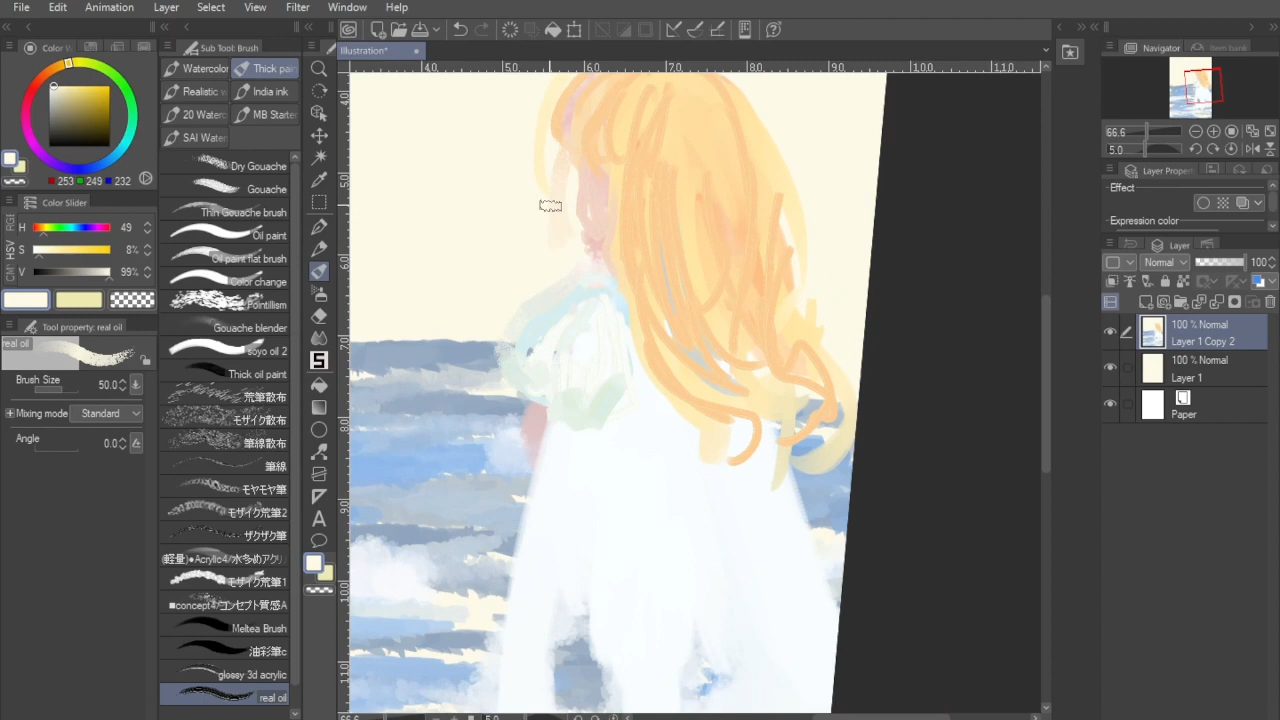 File Edit Animation Layer Select View Filter Window Help
Sub Tool: Brush
Illustration*
Navigator
Item bank
Thick pai
Realistic
India ink
20 Waterc
MB Starte
SAI Water
253 249 232
Color Slider
H 49
S 8%
V 99%
HSV
Tool property: real oil
real oil
Brush Size 50.0
Mixing mode Standard
Angle 0.0
Dry Gouache
Gouache
Thin Gouache brush
Oil paint
Oil paint flat brush
Color change
Pointillism
Gouache blender
soyo oil 2
Thick oil paint
荒筆散布
モザイク散布
筆線散布
筆線
モヤモヤ筆
モザイク荒筆2
ザクザク筆
(軽量)●Acrylic4/水多めアクリ
モザイク荒筆1
■concept4/コンセプト質感A
Meltea Brush
油彩筆c
glossy 3d acrylic
real oil
66.6
5.0
Layer Propert
Effect
Expression color
Layer
Normal 100
100 % Normal
Layer 1 Copy 2
100 % Normal
Layer 1
Paper